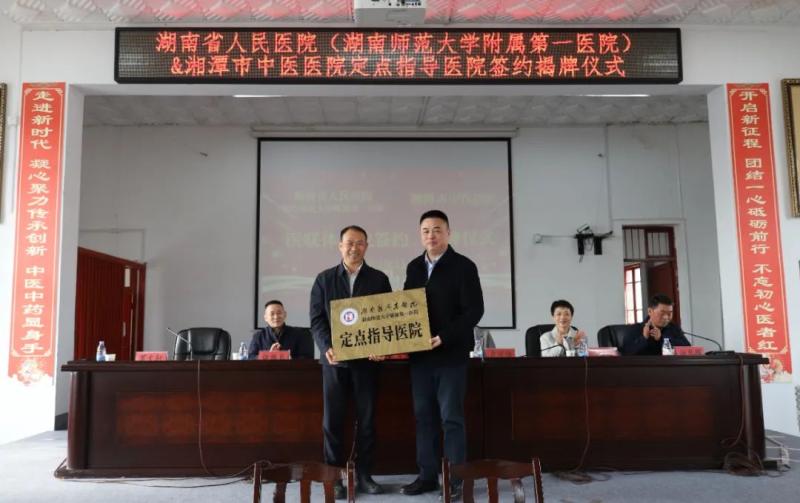 湖南省人民医院（湖南师范大学附属第一医院）
&湘潭市中医医院定点指导医院签约揭牌仪式
走进新时代 凝心聚力传承创新 中医中药显身手
开启新征程 团结一心砥砺前行 不忘初心医者红
湖南省人民医院
湖南师范大学附属第一医院
定点指导医院